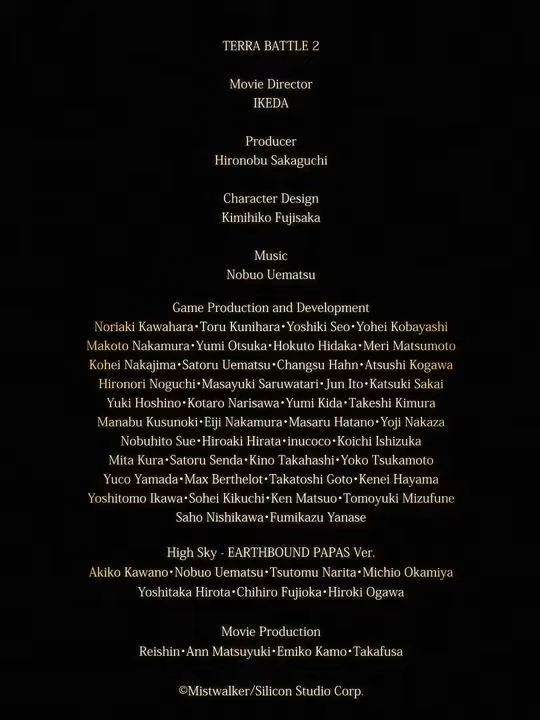 TERRA BATTLE 2
Movie Director
IKEDA
Producer
Hironobu Sakaguchi
Character Design
Kimihiko Fujisaka
Music
Nobuo Uematsu
Game Production and Development
Noriaki Kawahara・Toru Kunihara・Yoshiki Seo・Yohei Kobayashi
Makoto Nakamura・Yumi Otsuka・Hokuto Hidaka・Meri Matsumoto
Kohei Nakajima・Satoru Uematsu・Changsu Hahn・Atsushi Kogawa
Hironori Noguchi・Masayuki Saruwatari・Jun Ito・Katsuki Sakai
Yuki Hoshino・Kotaro Narisawa・Yumi Kida・Takeshi Kimura
Manabu Kusunoki・Eiji Nakamura・Masaru Hatano・Yoji Nakaza
Nobuhito Sue・Hiroaki Hirata・inucoco・Koichi Ishizuka
Mita Kura・Satoru Senda・Kino Takahashi・Yoko Tsukamoto
Yuco Yamada・Max Berthelot・Takatoshi Goto・Kenei Hayama
Yoshitomo Ikawa・Sohei Kikuchi・Ken Matsuo・Tomoyuki Mizufune
Saho Nishikawa・Fumikazu Yanase
High Sky - EARTHBOUND PAPAS Ver.
Akiko Kawano・Nobuo Uematsu・Tsutomu Narita・Michio Okamiya
Yoshitaka Hirota・Chihiro Fujioka・Hiroki Ogawa
Movie Production
Reishin・Ann Matsuyuki・Emiko Kamo・Takafusa
©Mistwalker/Silicon Studio Corp.